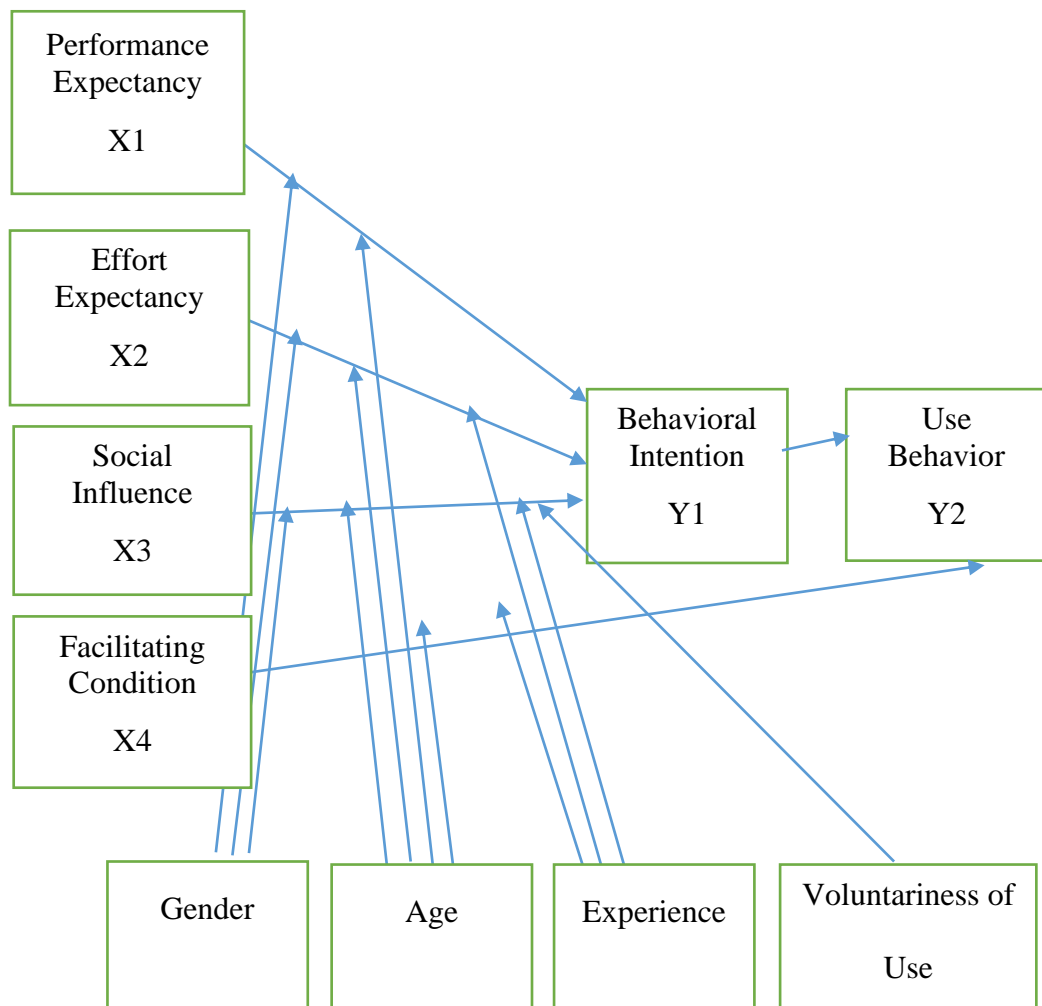 Performance
Expectancy
X1
Effort
Expectancy
X2
Social
Influence
X3
Facilitating
Condition
X4
Behavioral
Intention
Y1
Use
Behavior
Y2
Gender
Age
Experience
Voluntariness of
Use